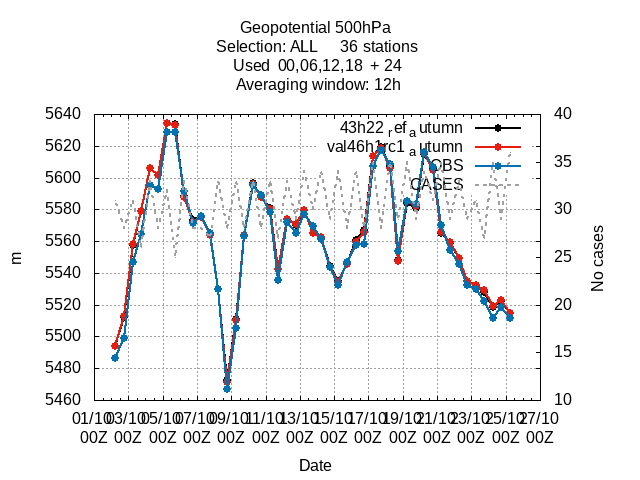 Geopotential 500hPa
Selection: ALL 36 stations
Used 00,06,12,18 + 24
Averaging window: 12h
43h22refautumn
val46h1rc1autumn
OBS
CASES
5640
5620
5600
5580
5560
5540
5520
5500
5480
5460
m
40
35
30
25
20
15
10
No cases
01/10 03/10 05/10 07/10 09/10 11/10 13/10 15/10 17/10 19/10 21/10 23/10 25/10 27/10
00Z 00Z 00Z 00Z 00Z 00Z 00Z 00Z 00Z 00Z 00Z 00Z 00Z 00Z
Date